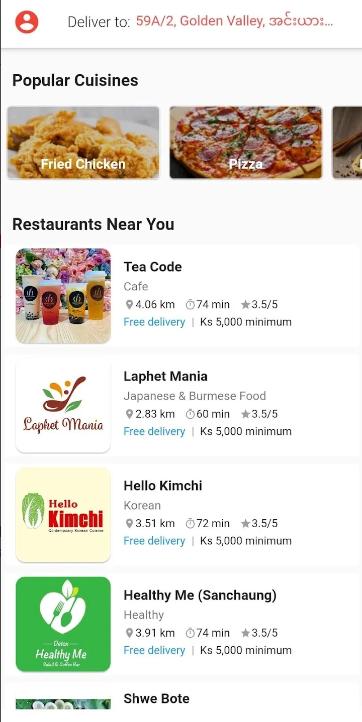 Deliver to: 59A/2, Golden Valley, အင်းယား...
Popular Cuisines
Fried Chicken
Pizza
Restaurants Near You
Tea Code
Cafe
4.06 km 74 min 3.5/5
Free delivery | Ks 5,000 minimum
Laphet Mania
Laphet Mania
Japanese & Burmese Food
2.83 km 60 min 3.5/5
Free delivery | Ks 5,000 minimum
Hello
Kimchi
Hello Kimchi
Korean
3.51 km 72 min 3.5/5
Free delivery | Ks 5,000 minimum
Detox
Healthy Me
Healthy Me (Sanchaung)
Healthy
3.91 km 74 min 3.5/5
Free delivery | Ks 5,000 minimum
Shwe Bote